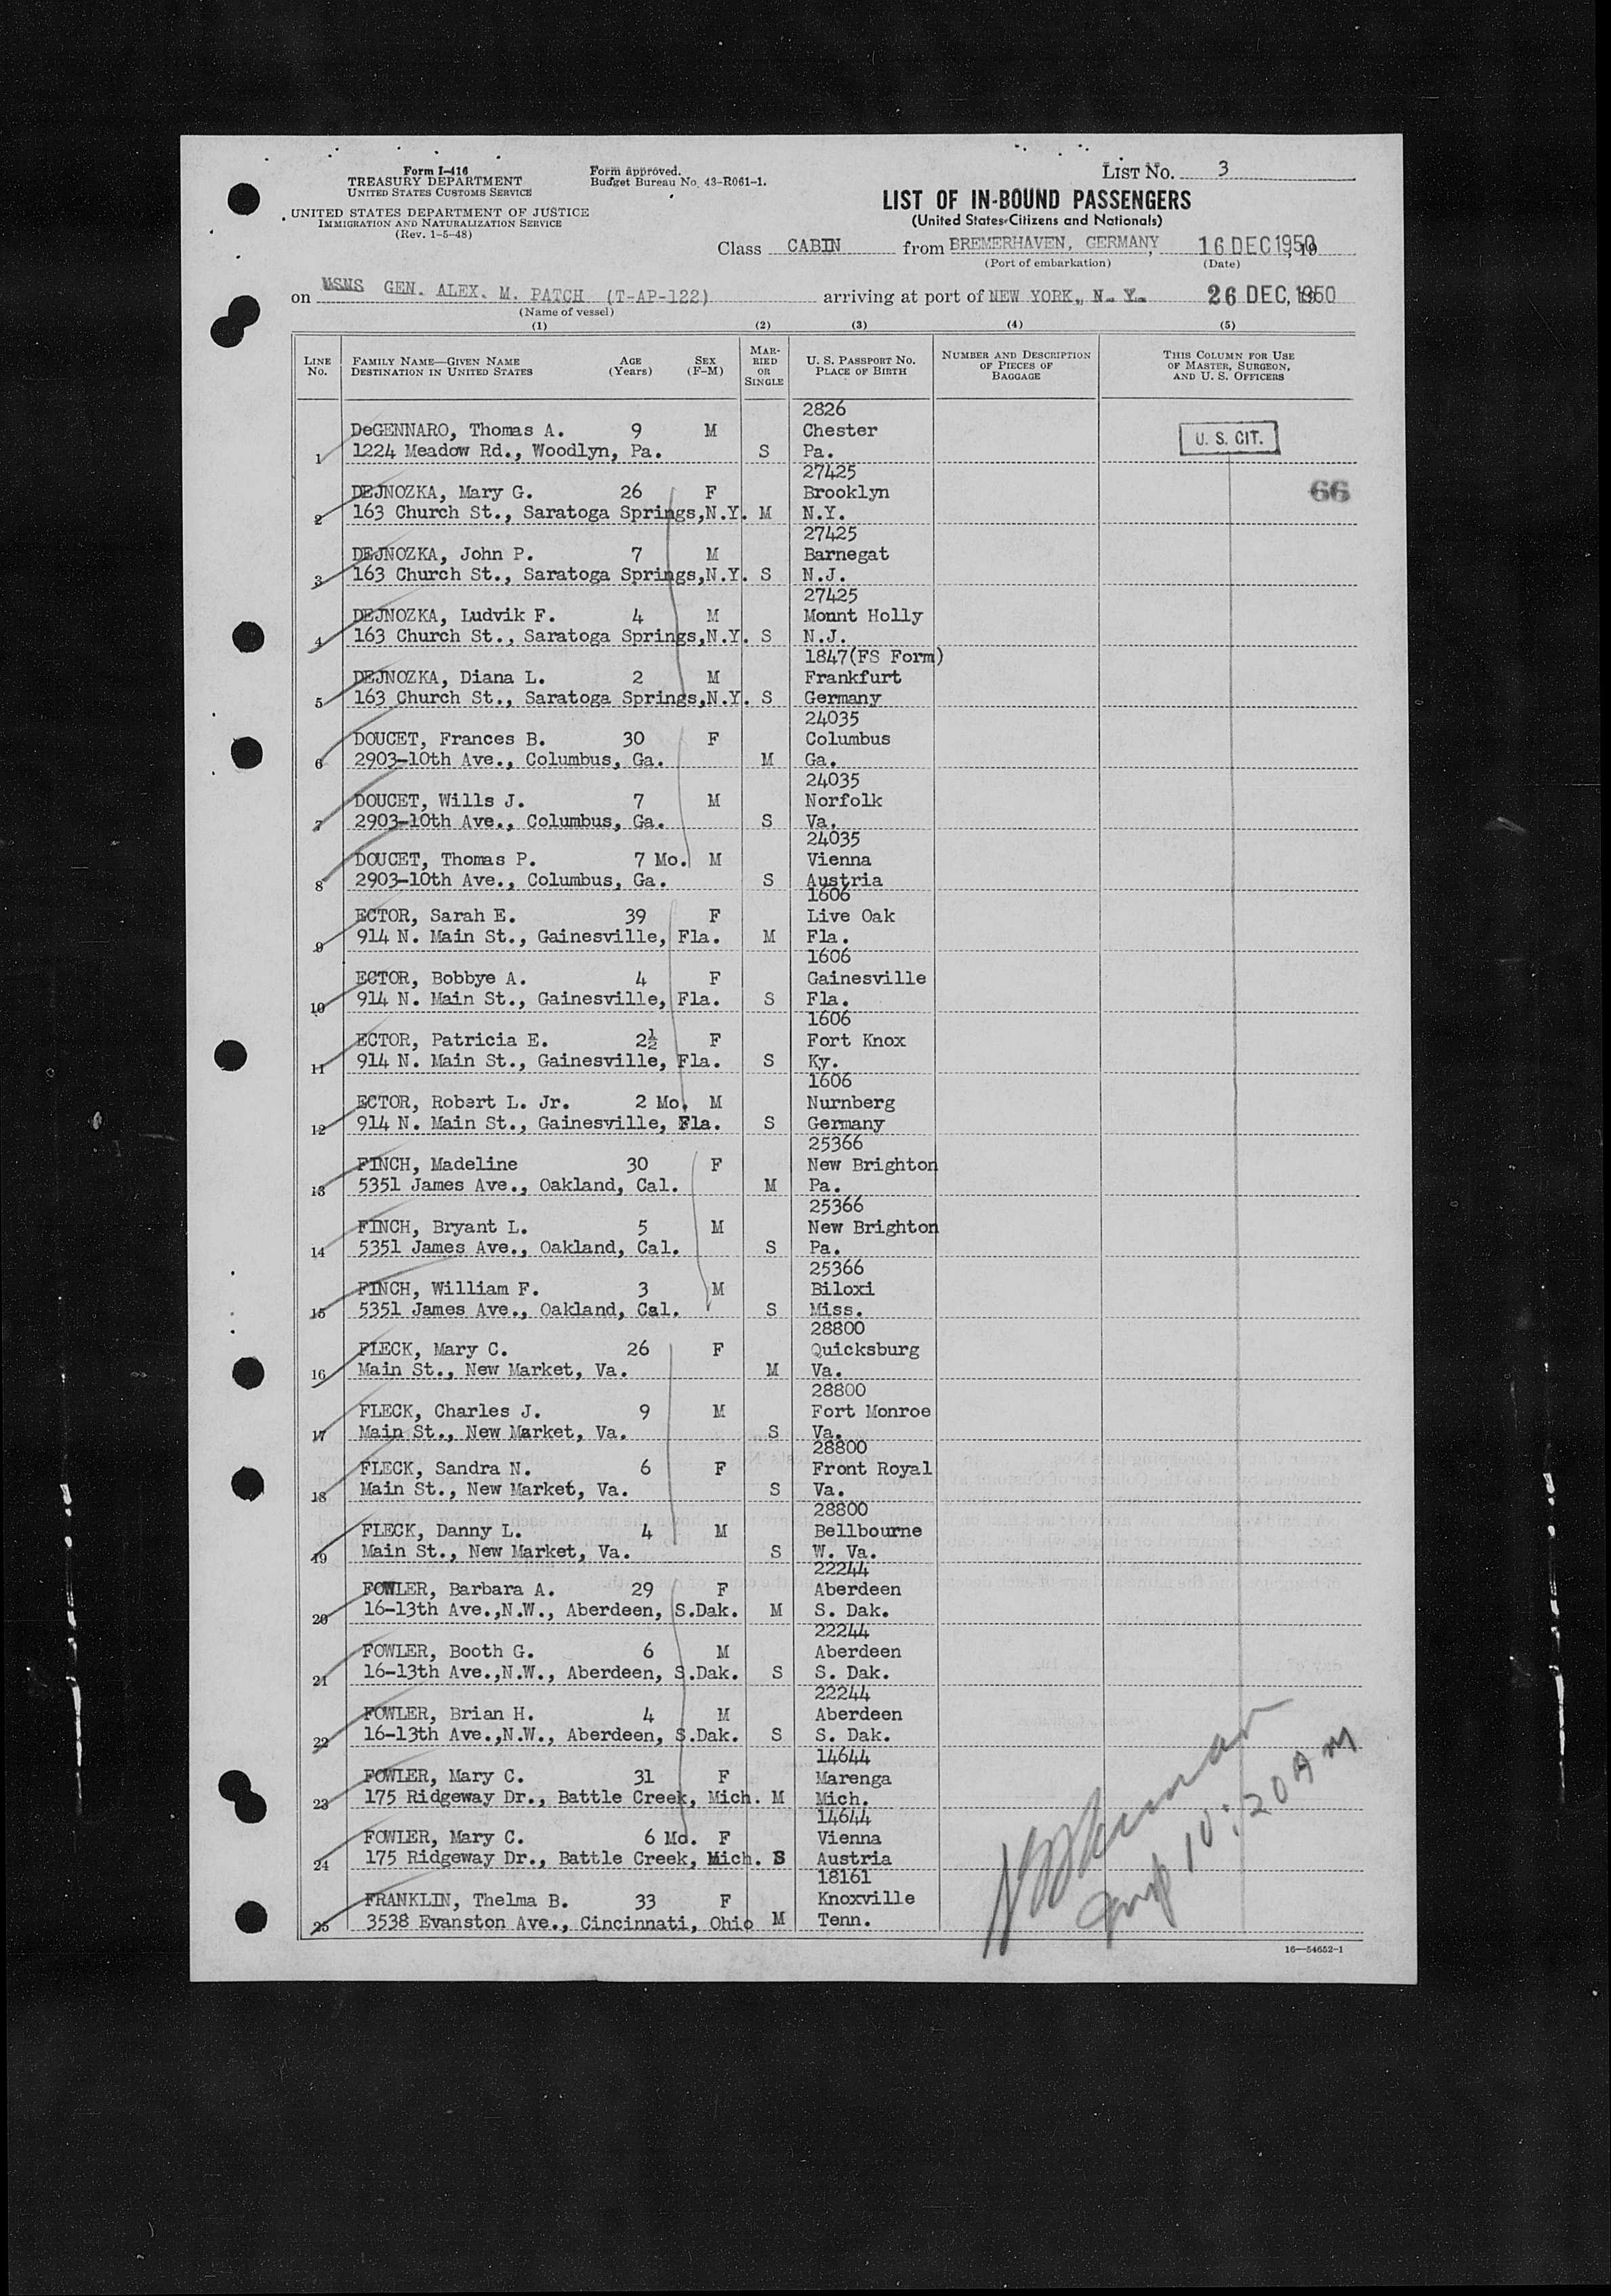 Form I-416
TREASURY DEPARTMENT
UNITED STATES CUSTOMS SERVICE
UNITED STATES DEPARTMENT OF JUSTICE
IMMIGRATION AND NATURALIZATION SERVICE
(Rev. 1-5-48)
Form approved.
Budget Bureau No. 43-R061-1.
LIST NO. 3
LIST OF IN-BOUND PASSENGERS
(United States Citizens and Nationals)
Class CABIN from BREMERHAVEN, GERMANY, 16 DEC 1950, 19
(Port of embarkation) (Date)
on USNS GEN. ALEX. M. PATCH (T-AP-122) arriving at port of NEW YORK, N. Y. 26 DEC, 1950
(Name of vessel)
(1) (2) (3) (4) (5)
LINE NO. FAMILY NAME—GIVEN NAME DESTINATION IN UNITED STATES AGE (Years) SEX (F-M) MARRIED OR SINGLE U. S. PASSPORT NO. PLACE OF BIRTH NUMBER AND DESCRIPTION OF PIECES OF BAGGAGE THIS COLUMN FOR USE OF MASTER, SURGEON, AND U. S. OFFICERS
2826
DeGENNARO, Thomas A. 9 M Chester U. S. CIT.
1 1224 Meadow Rd., Woodlyn, Pa. S Pa.
27425
DEJNOZKA, Mary G. 26 F Brooklyn 66
2 163 Church St., Saratoga Springs,N.Y. M N.Y.
27425
DEJNOZKA, John P. 7 M Barnegat
3 163 Church St., Saratoga Springs,N.Y. S N.J.
27425
DEJNOZKA, Ludvik F. 4 M Monnt Holly
4 163 Church St., Saratoga Springs,N.Y. S N.J.
1847(FS Form)
DEJNOZKA, Diana L. 2 M Frankfurt
5 163 Church St., Saratoga Springs,N.Y. S Germany
24035
DOUCET, Frances B. 30 F Columbus
6 2903-10th Ave., Columbus, Ga. M Ga.
24035
DOUCET, Wills J. 7 M Norfolk
7 2903-10th Ave., Columbus, Ga. S Va.
24035
DOUCET, Thomas P. 7 Mo. M Vienna
8 2903-10th Ave., Columbus, Ga. S Austria
1606
ECTOR, Sarah E. 39 F Live Oak
9 914 N. Main St., Gainesville, Fla. M Fla.
1606
ECTOR, Bobbye A. 4 F Gainesville
10 914 N. Main St., Gainesville, Fla. S Fla.
1606
ECTOR, Patricia E. 2½ F Fort Knox
11 914 N. Main St., Gainesville, Fla. S Ky.
1606
ECTOR, Robert L. Jr. 2 Mo. M Nurnberg
12 914 N. Main St., Gainesville, Fla. S Germany
25366
FINCH, Madeline 30 F New Brighton
13 5351 James Ave., Oakland, Cal. M Pa.
25366
FINCH, Bryant L. 5 M New Brighton
14 5351 James Ave., Oakland, Cal. S Pa.
25366
FINCH, William F. 3 M Biloxi
15 5351 James Ave., Oakland, Cal. S Miss.
28800
FLECK, Mary C. 26 F Quicksburg
16 Main St., New Market, Va. M Va.
28800
FLECK, Charles J. 9 M Fort Monroe
17 Main St., New Market, Va. S Va.
28800
FLECK, Sandra N. 6 F Front Royal
18 Main St., New Market, Va. S Va.
28800
FLECK, Danny L. 4 M Bellbourne
19 Main St., New Market, Va. S W. Va.
22244
FOWLER, Barbara A. 29 F Aberdeen
20 16-13th Ave.,N.W., Aberdeen, S.Dak. M S. Dak.
22244
FOWLER, Booth G. 6 M Aberdeen
21 16-13th Ave.,N.W., Aberdeen, S.Dak. S S. Dak.
22244
FOWLER, Brian H. 4 M Aberdeen
22 16-13th Ave.,N.W., Aberdeen, S.Dak. S S. Dak.
14644
FOWLER, Mary C. 31 F Marenga
23 175 Ridgeway Dr., Battle Creek, Mich. M Mich.
14644
FOWLER, Mary C. 6 Mo. F Vienna
24 175 Ridgeway Dr., Battle Creek, Mich. S Austria
18161
FRANKLIN, Thelma B. 33 F Knoxville
25 3538 Evanston Ave., Cincinnati, Ohio M Tenn.
10:20 AM
16—54652-1